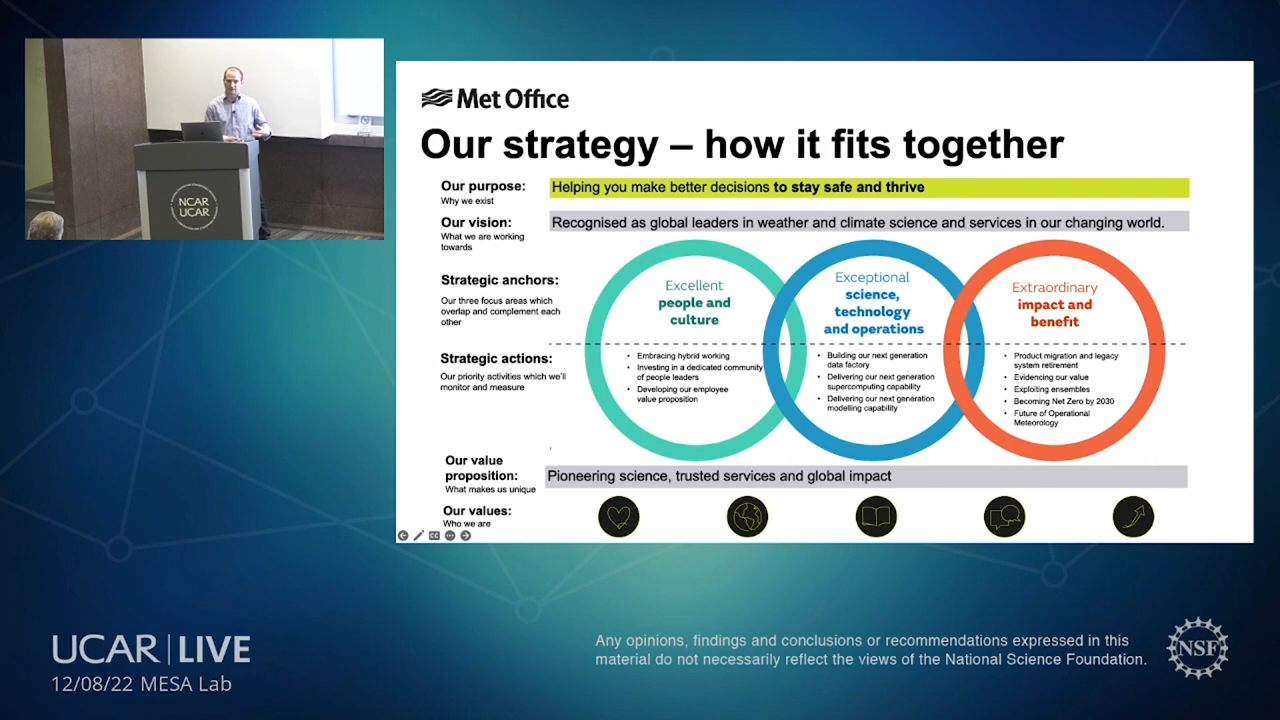 NCAR
UCAR
Met Office
Our strategy – how it fits together
Our purpose:
Why we exist
Helping you make better decisions to stay safe and thrive
Our vision:
What we are working
towards
Recognised as global leaders in weather and climate science and services in our changing world.
Strategic anchors:
Our three focus areas which
overlap and complement each
other
Excellent
people and
culture
Exceptional
science,
technology
and operations
Extraordinary
impact and
benefit
Strategic actions:
Our priority activities which we'll
monitor and measure
• Embracing hybrid working
• Investing in a dedicated community
of people leaders
• Developing our employee
value proposition
• Building our next generation
data factory
• Delivering our next generation
supercomputing capability
• Delivering our next generation
modelling capability
• Product migration and legacy
system retirement
• Evidencing our value
• Exploiting ensembles
• Becoming Net Zero by 2030
• Future of Operational
Meteorology
Our value
proposition:
What makes us unique
Pioneering science, trusted services and global impact
Our values:
Who we are
UCAR | LIVE
12/08/22 MESA Lab
Any opinions, findings and conclusions or recommendations expressed in this
material do not necessarily reflect the views of the National Science Foundation.
NSF